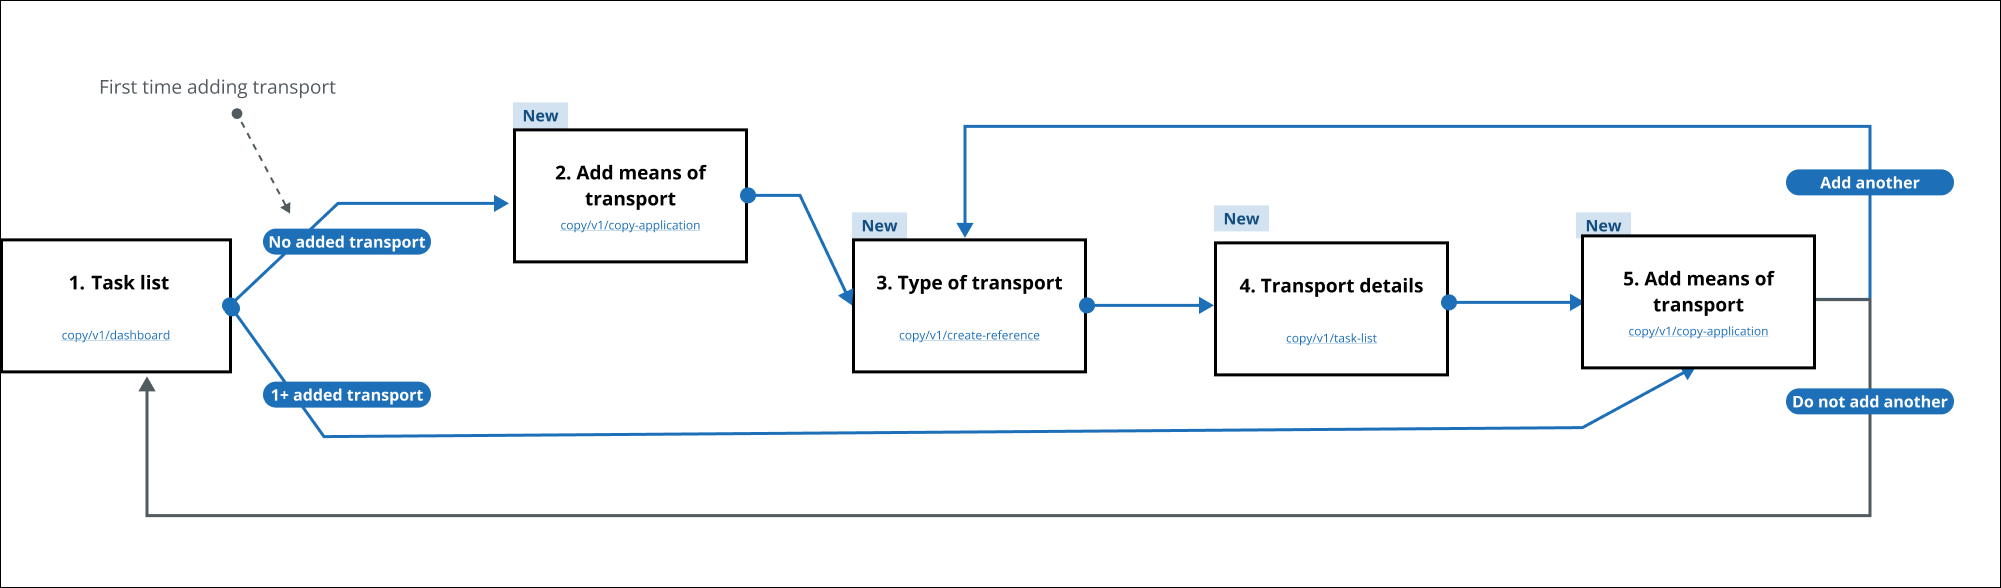 First time adding transport
New
2. Add means of
transport
copy/v1/copy-application
No added transport
1. Task list
copy/v1/dashboard
1+ added transport
New
3. Type of transport
copy/v1/create-reference
New
4. Transport details
copy/v1/task-list
New
5. Add means of
transport
copy/v1/copy-application
Add another
Do not add another